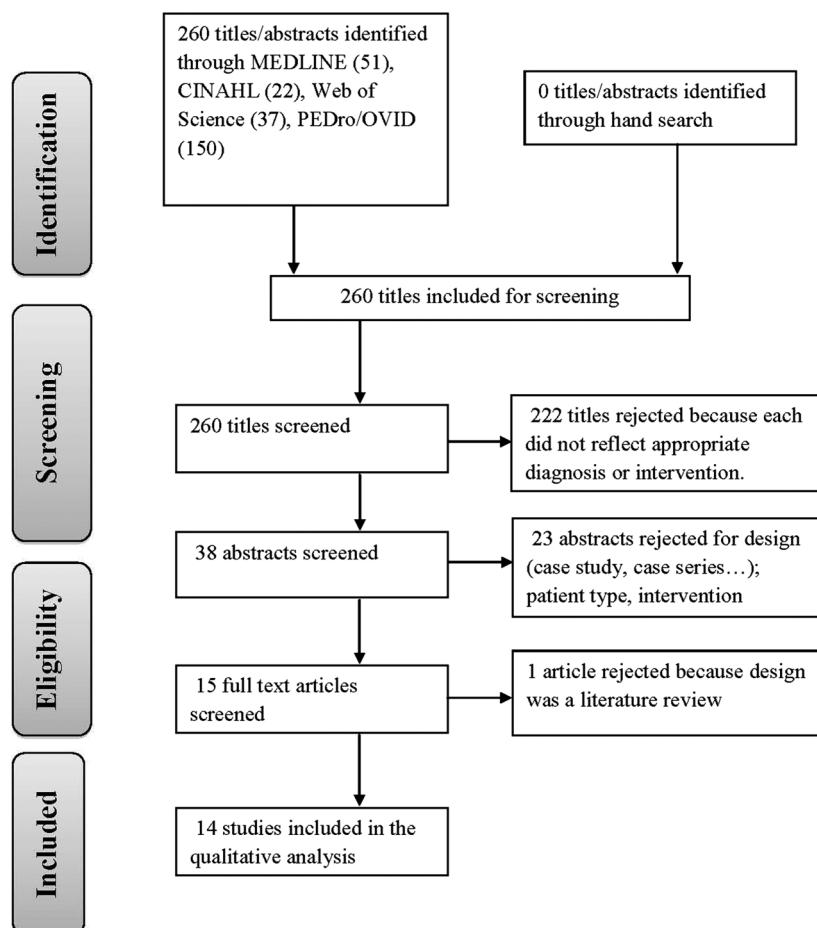 Identification
260 titles/abstracts identified
through MEDLINE (51),
CINAHL (22), Web of
Science (37), PEDro/OVID
(150)
0 titles/abstracts identified
through hand search
260 titles included for screening
Screening
260 titles screened
222 titles rejected because each
did not reflect appropriate
diagnosis or intervention.
38 abstracts screened
23 abstracts rejected for design
(case study, case series…);
patient type, intervention
Eligibility
15 full text articles
screened
1 article rejected because design
was a literature review
Included
14 studies included in the
qualitative analysis